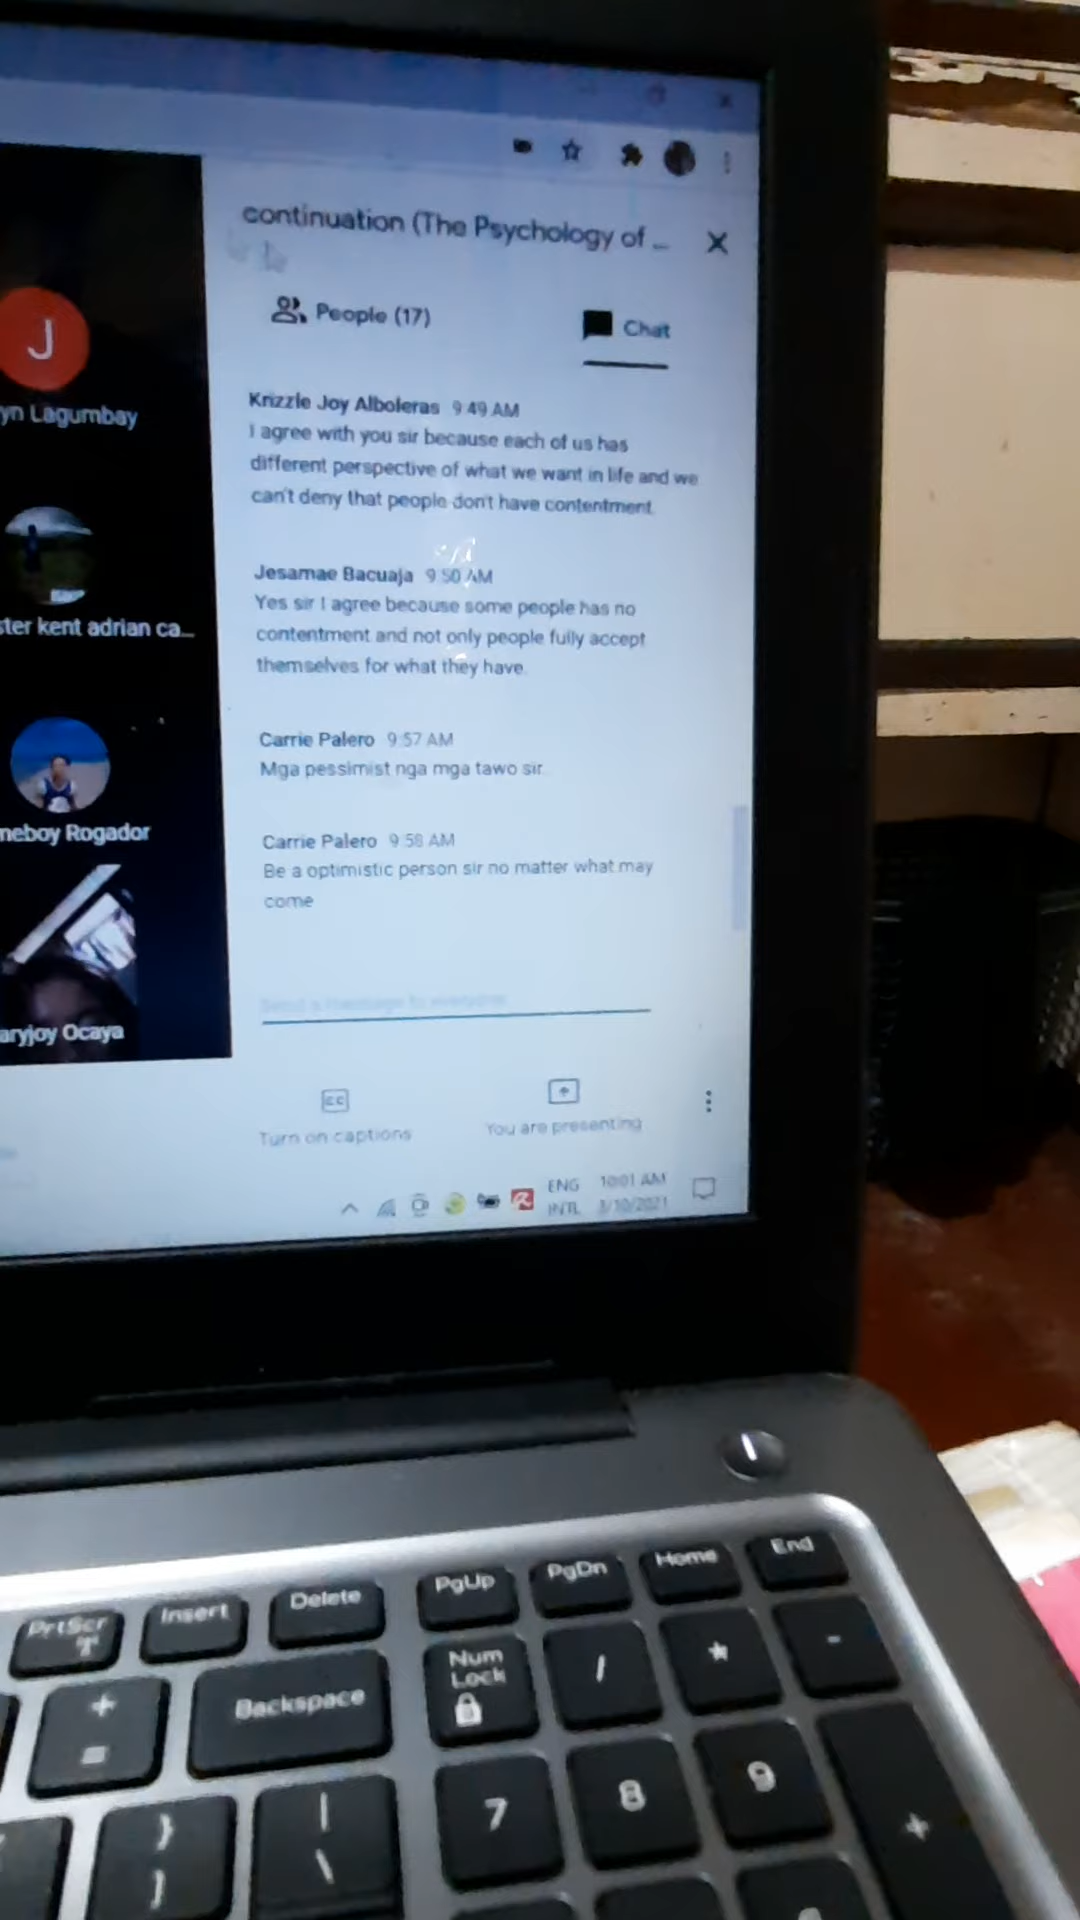 continuation (The Psychology of ...
People (17)
Chat
J
yn Lagumbay
Krizzle Joy Alboleras 9:49 AM
I agree with you sir because each of us has
different perspective of what we want in life and we
can't deny that people don't have contentment.
ster kent adrian ca...
Jesamae Bacuaja 9:50 AM
Yes sir I agree because some people has no
contentment and not only people fully accept
themselves for what they have.
neboy Rogador
Carrie Palero 9:57 AM
Mga pessimist nga mga tawo sir.
Carrie Palero 9:58 AM
Be a optimistic person sir no matter what may
come
aryjoy Ocaya
Send a message to everyone
CC
Turn on captions
You are presenting
ENG 10:01 AM
INTL 3/10/2021
PrtScr
Insert
Delete
PgUp
PgDn
Home
End
+
=
Backspace
Num
Lock
/
*
-
}
]
|
\
7
8
9
+